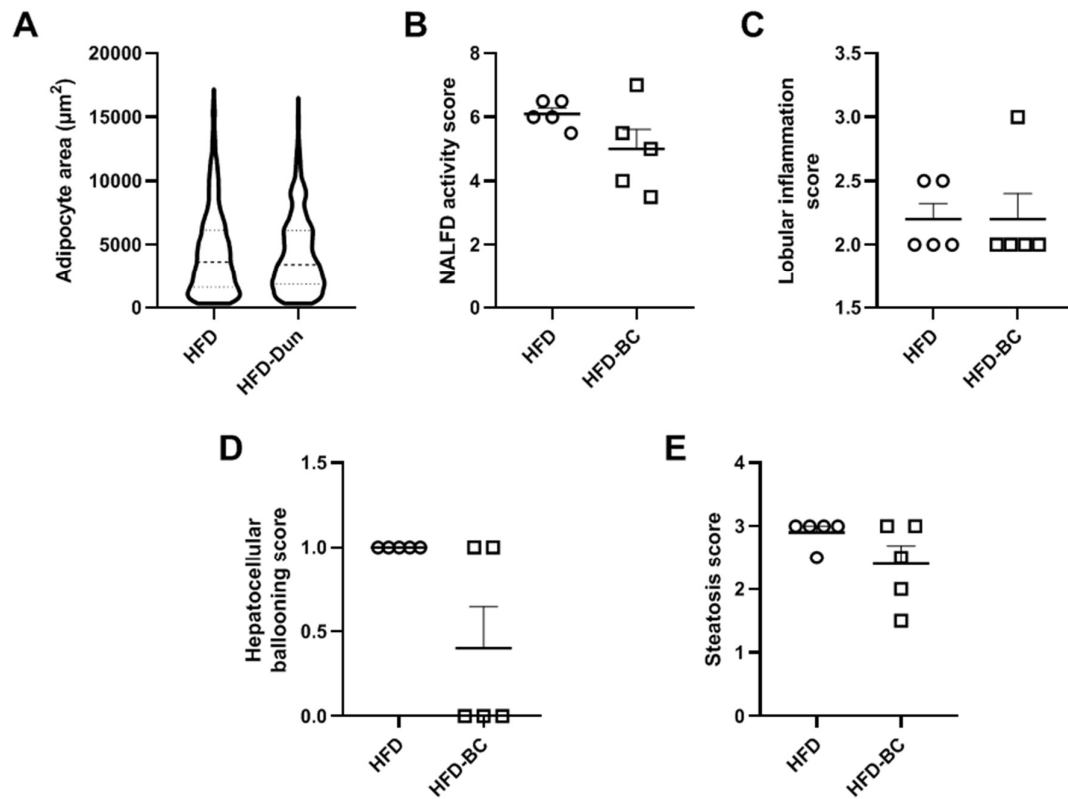 A
Adipocyte area (µm²)
20000
15000
10000
5000
0
HFD
HFD-Dun
B
NALFD activity score
8
6
4
2
0
HFD
HFD-BC
C
Lobular inflammation
score
3.5
3.0
2.5
2.0
1.5
HFD
HFD-BC
D
Hepatocellular
ballooning score
1.5
1.0
0.5
0.0
HFD
HFD-BC
E
Steatosis score
4
3
2
1
0
HFD
HFD-BC